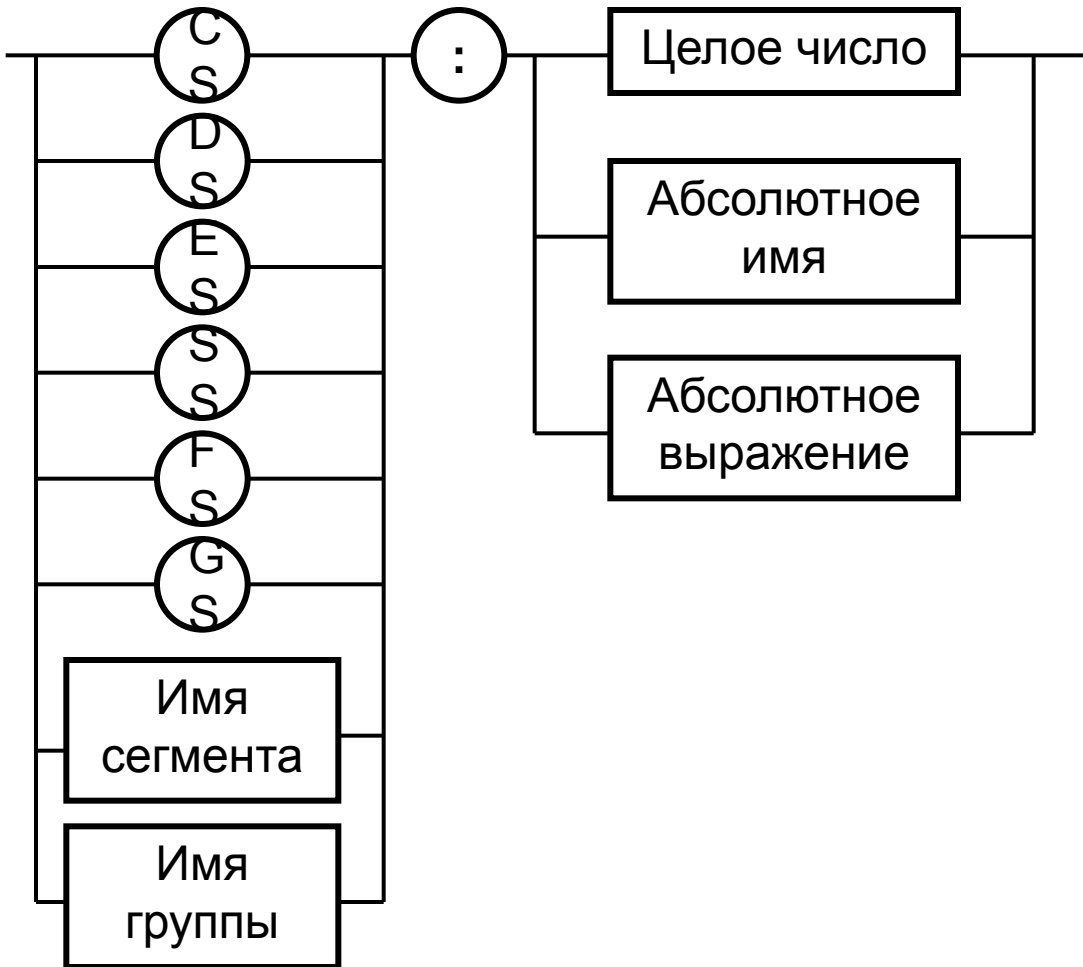 C
S
:
Целое число
D
S
E
S
S
S
F
S
G
S
Абсолютное
имя
Абсолютное
выражение
Имя
сегмента
Имя
группы